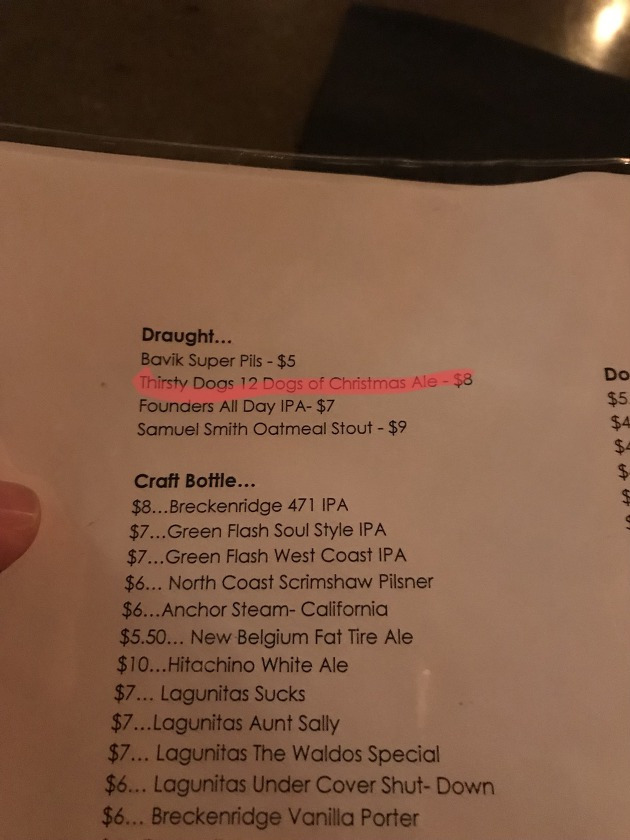 Draught...
Bavik Super Pils - $5
Thirsty Dogs 12 Dogs of Christmas Ale - $8
Founders All Day IPA- $7
Samuel Smith Oatmeal Stout - $9
Craft Bottle...
$8...Breckenridge 471 IPA
$7...Green Flash Soul Style IPA
$7...Green Flash West Coast IPA
$6... North Coast Scrimshaw Pilsner
$6...Anchor Steam- California
$5.50... New Belgium Fat Tire Ale
$10...Hitachino White Ale
$7... Lagunitas Sucks
$7...Lagunitas Aunt Sally
$7... Lagunitas The Waldos Special
$6... Lagunitas Under Cover Shut- Down
$6... Breckenridge Vanilla Porter
Do
$5
$4
$4
$
$